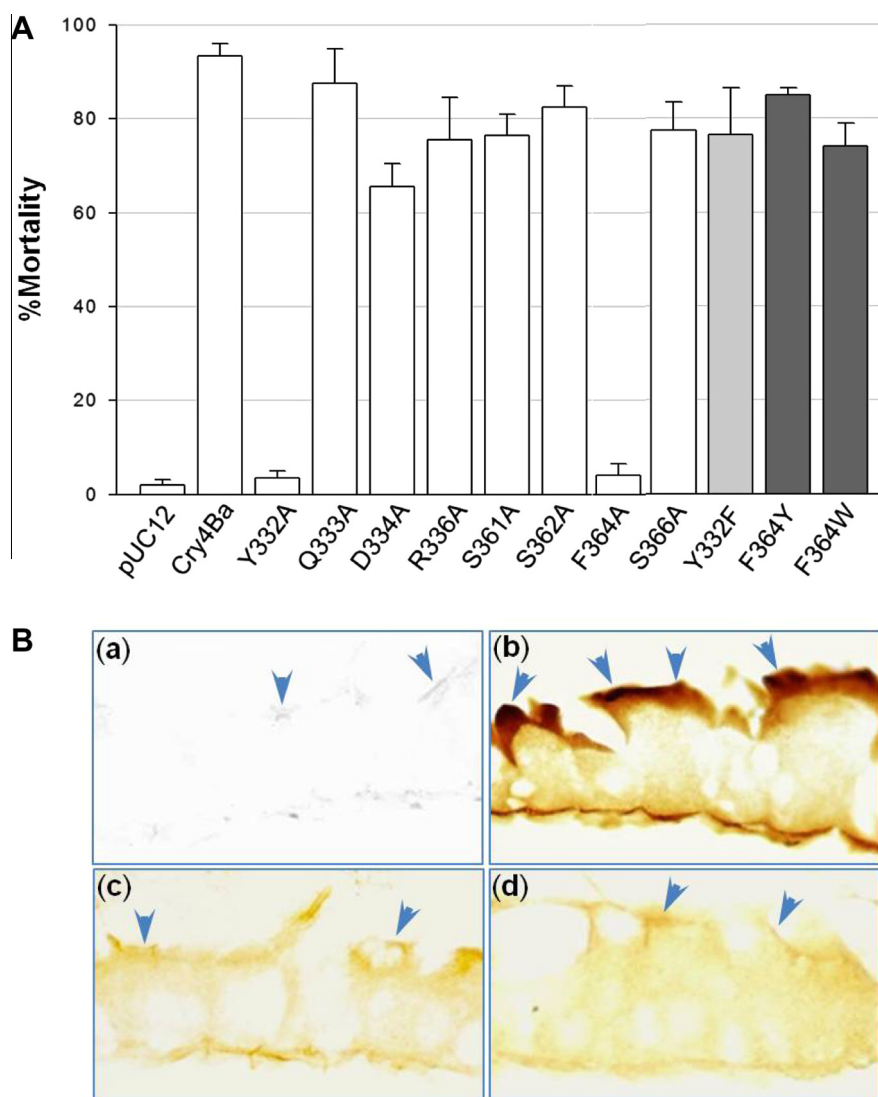 A
100
80
60
40
20
0
%Mortality
pUC12
Cry4Ba
Y332A
Q333A
D334A
R336A
S361A
S362A
F364A
S366A
Y332F
F364Y
F364W
B
(a)
(b)
(c)
(d)